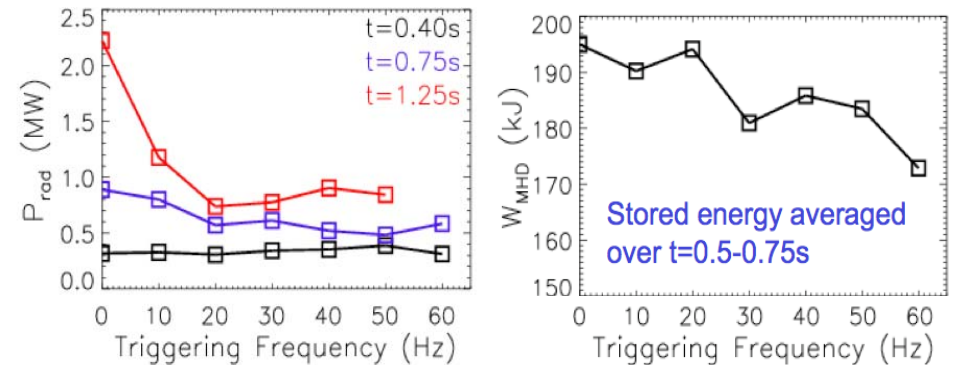 2.5
2.0
1.5
1.0
0.5
0.0
P_rad (MW)
t=0.40s
t=0.75s
t=1.25s
0 10 20 30 40 50 60
Triggering Frequency (Hz)
200
190
180
170
160
150
W_MHD (kJ)
Stored energy averaged
over t=0.5-0.75s
0 10 20 30 40 50 60
Triggering Frequency (Hz)